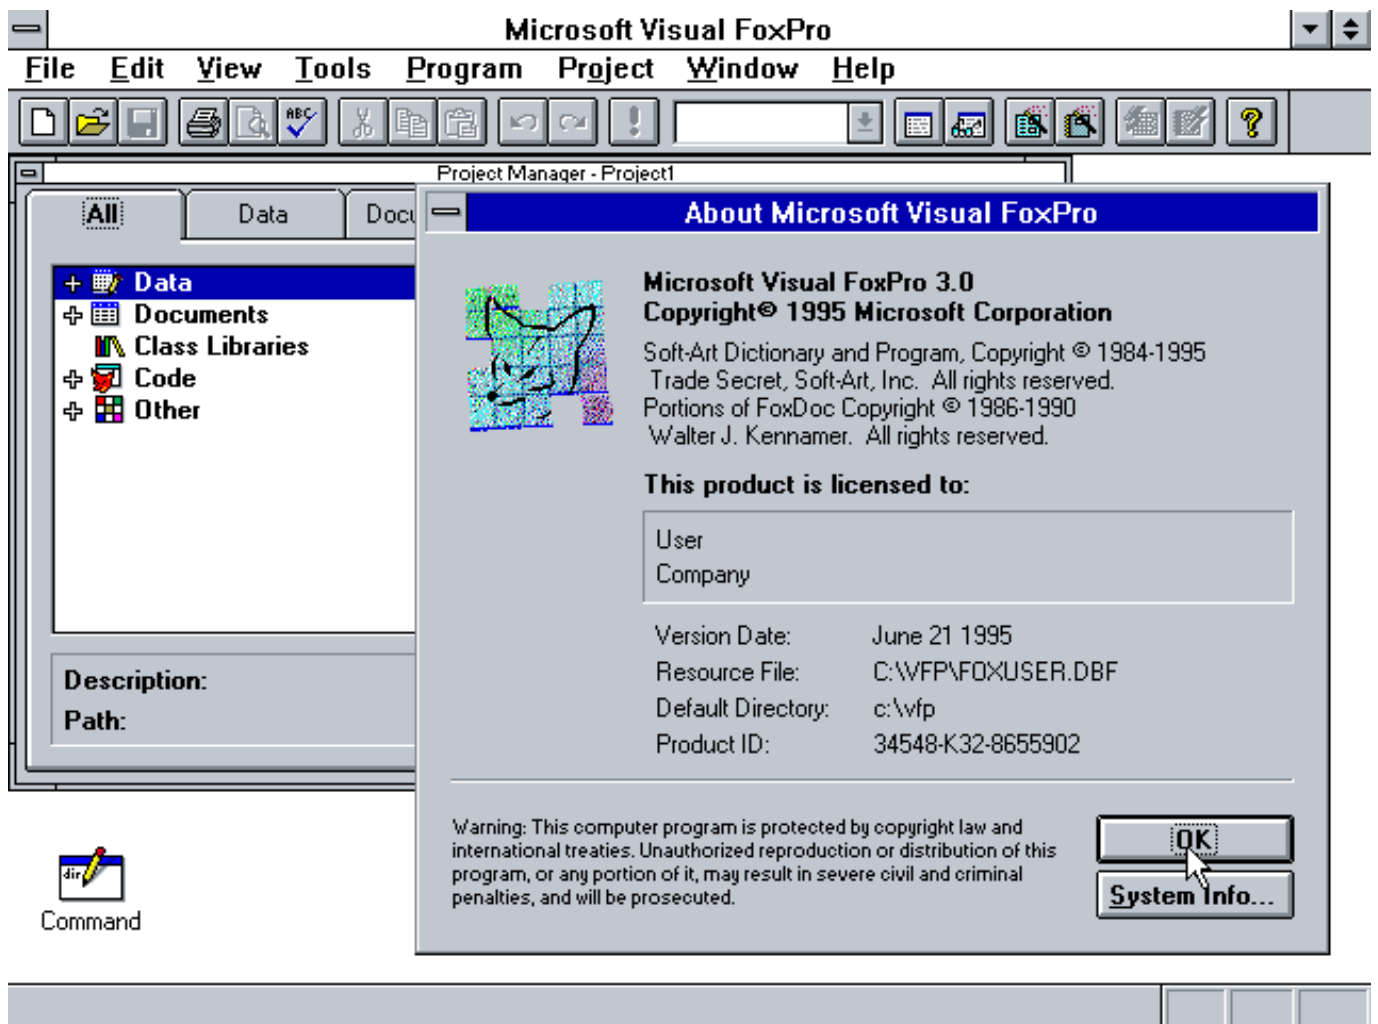 Microsoft Visual FoxPro
File Edit View Tools Program Project Window Help
ABC
Project Manager - Project1
All Data Docu
About Microsoft Visual FoxPro
Data
Documents
Class Libraries
Code
Other
Description:
Path:
Microsoft Visual FoxPro 3.0
Copyright© 1995 Microsoft Corporation
Soft-Art Dictionary and Program, Copyright © 1984-1995
Trade Secret, Soft-Art, Inc. All rights reserved.
Portions of FoxDoc Copyright © 1986-1990
Walter J. Kennamer. All rights reserved.
This product is licensed to:
User
Company
Version Date: June 21 1995
Resource File: C:\VFP\FOXUSER.DBF
Default Directory: c:\vfp
Product ID: 34548-K32-8655902
Warning: This computer program is protected by copyright law and
international treaties. Unauthorized reproduction or distribution of this
program, or any portion of it, may result in severe civil and criminal
penalties, and will be prosecuted.
OK
System Info...
dir
Command